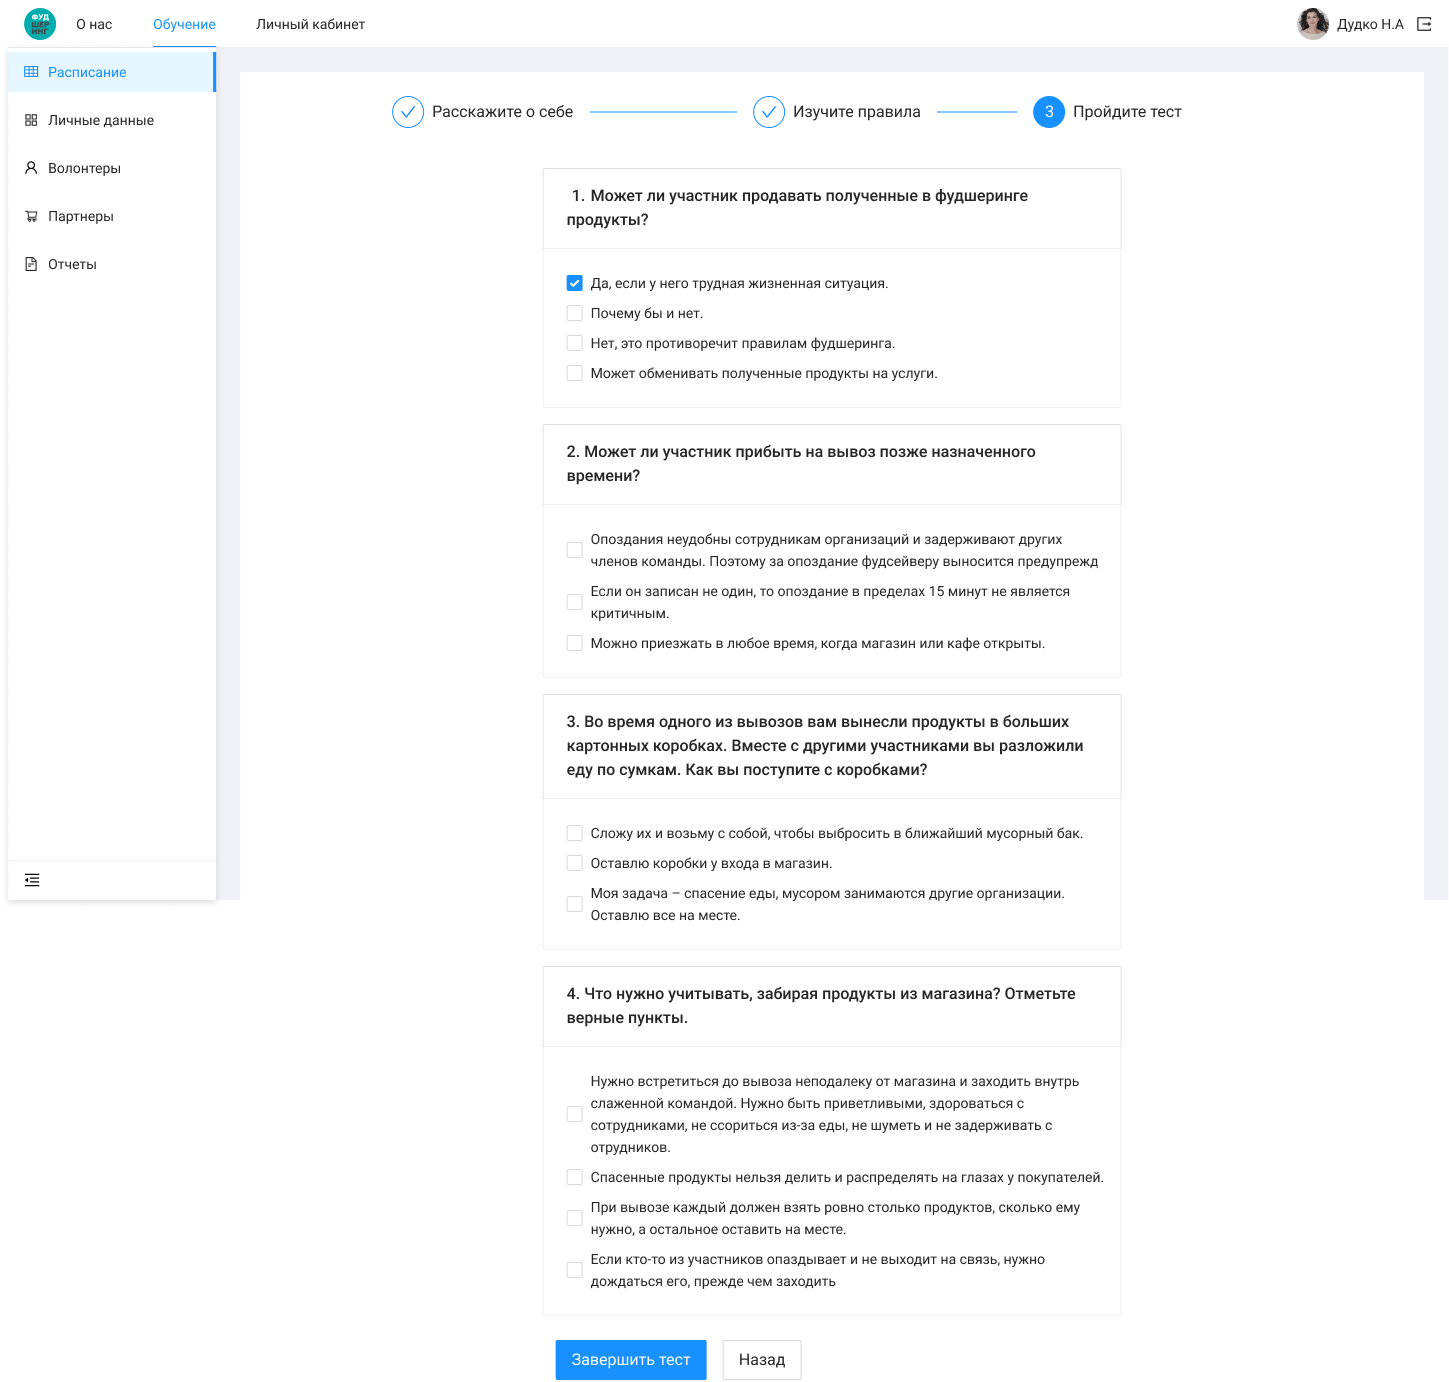 ФУД
ШЕР
ИНГ
О нас
Обучение
Личный кабинет
Дудко Н.А
Расписание
Личные данные
Волонтеры
Партнеры
Отчеты
Расскажите о себе
Изучите правила
3
Пройдите тест
1. Может ли участник продавать полученные в фудшеринге
продукты?
Да, если у него трудная жизненная ситуация.
Почему бы и нет.
Нет, это противоречит правилам фудшеринга.
Может обменивать полученные продукты на услуги.
2. Может ли участник прибыть на вывоз позже назначенного
времени?
Опоздания неудобны сотрудникам организаций и задерживают других
членов команды. Поэтому за опоздание фудсейверу выносится предупрежд
Если он записан не один, то опоздание в пределах 15 минут не является
критичным.
Можно приезжать в любое время, когда магазин или кафе открыты.
3. Во время одного из вывозов вам вынесли продукты в больших
картонных коробках. Вместе с другими участниками вы разложили
еду по сумкам. Как вы поступите с коробками?
Сложу их и возьму с собой, чтобы выбросить в ближайший мусорный бак.
Оставлю коробки у входа в магазин.
Моя задача – спасение еды, мусором занимаются другие организации.
Оставлю все на месте.
4. Что нужно учитывать, забирая продукты из магазина? Отметьте
верные пункты.
Нужно встретиться до вывоза неподалеку от магазина и заходить внутрь
слаженной командой. Нужно быть приветливыми, здороваться с
сотрудниками, не ссориться из-за еды, не шуметь и не задерживать с
отрудников.
Спасенные продукты нельзя делить и распределять на глазах у покупателей.
При вывозе каждый должен взять ровно столько продуктов, сколько ему
нужно, а остальное оставить на месте.
Если кто-то из участников опаздывает и не выходит на связь, нужно
дождаться его, прежде чем заходить
Завершить тест
Назад